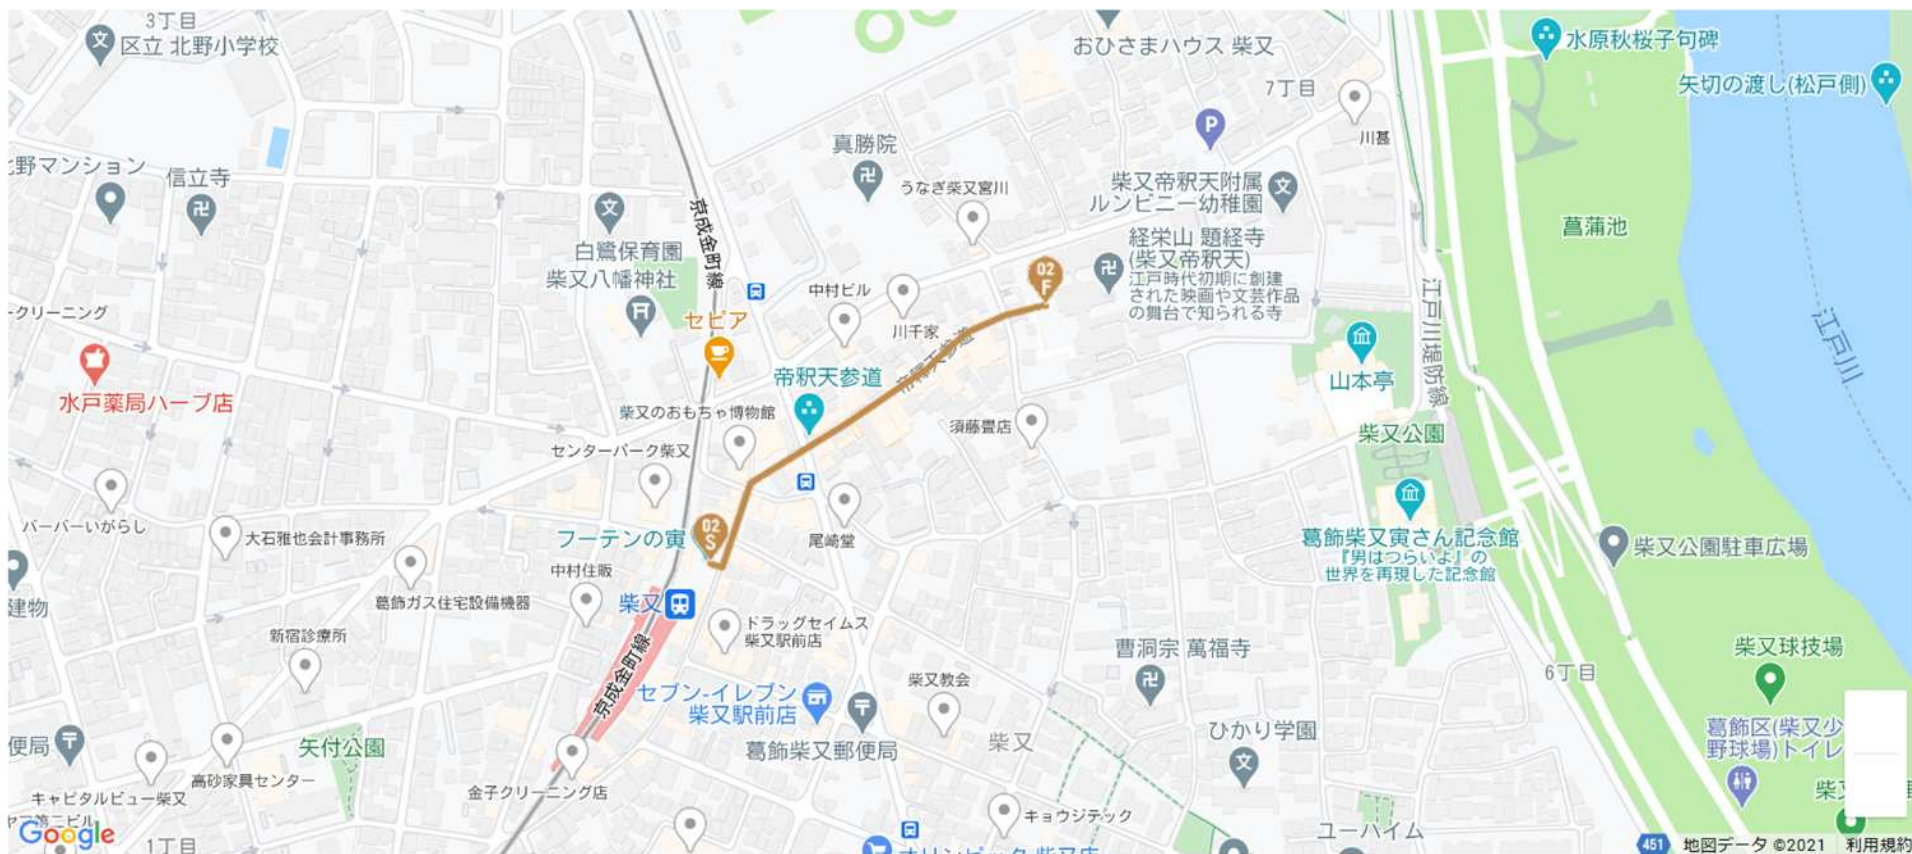 3丁目
区立 北野小学校
おひさまハウス 柴又
水原秋桜子句碑
矢切の渡し(松戸側)
7丁目
川甚
真勝院
野マンション
信立寺
うなぎ柴又宮川
柴又帝釈天附属
ルンビニー幼稚園
菖蒲池
京成金町線
白鷺保育園
柴又八幡神社
経栄山 題経寺
(柴又帝釈天)
江戸時代初期に創建
された映画や文芸作品
の舞台で知られる寺
02
F
中村ビル
川千家
ークリーニング
セピア
江戸川堤防線
江戸川
帝釈天参道
帝釋天参道
山本亭
水戸薬局ハーブ店
柴又のおもちゃ博物館
須藤畳店
柴又公園
センターパーク柴又
バーバーいがらし
大石雅也会計事務所
フーテンの寅
02
S
尾崎堂
葛飾柴又寅さん記念館
『男はつらいよ』の
世界を再現した記念館
柴又公園駐車広場
中村住販
建物
葛飾ガス住宅設備機器
柴又
ドラッグセイムス
柴又駅前店
新宿診療所
京成金町線
曹洞宗 萬福寺
柴又球技場
6丁目
セブン-イレブン
柴又駅前店
柴又教会
便局
矢付公園
葛飾柴又郵便局
柴又
ひかり学園
葛飾区(柴又少
野球場)トイレ
高砂家具センター
キャピタルビュー柴又
金子クリーニング店
柴又
キョウジテック
ユーハイム
Google
1丁目
オリンピック 柴又店
451
地図データ ©2021
利用規約